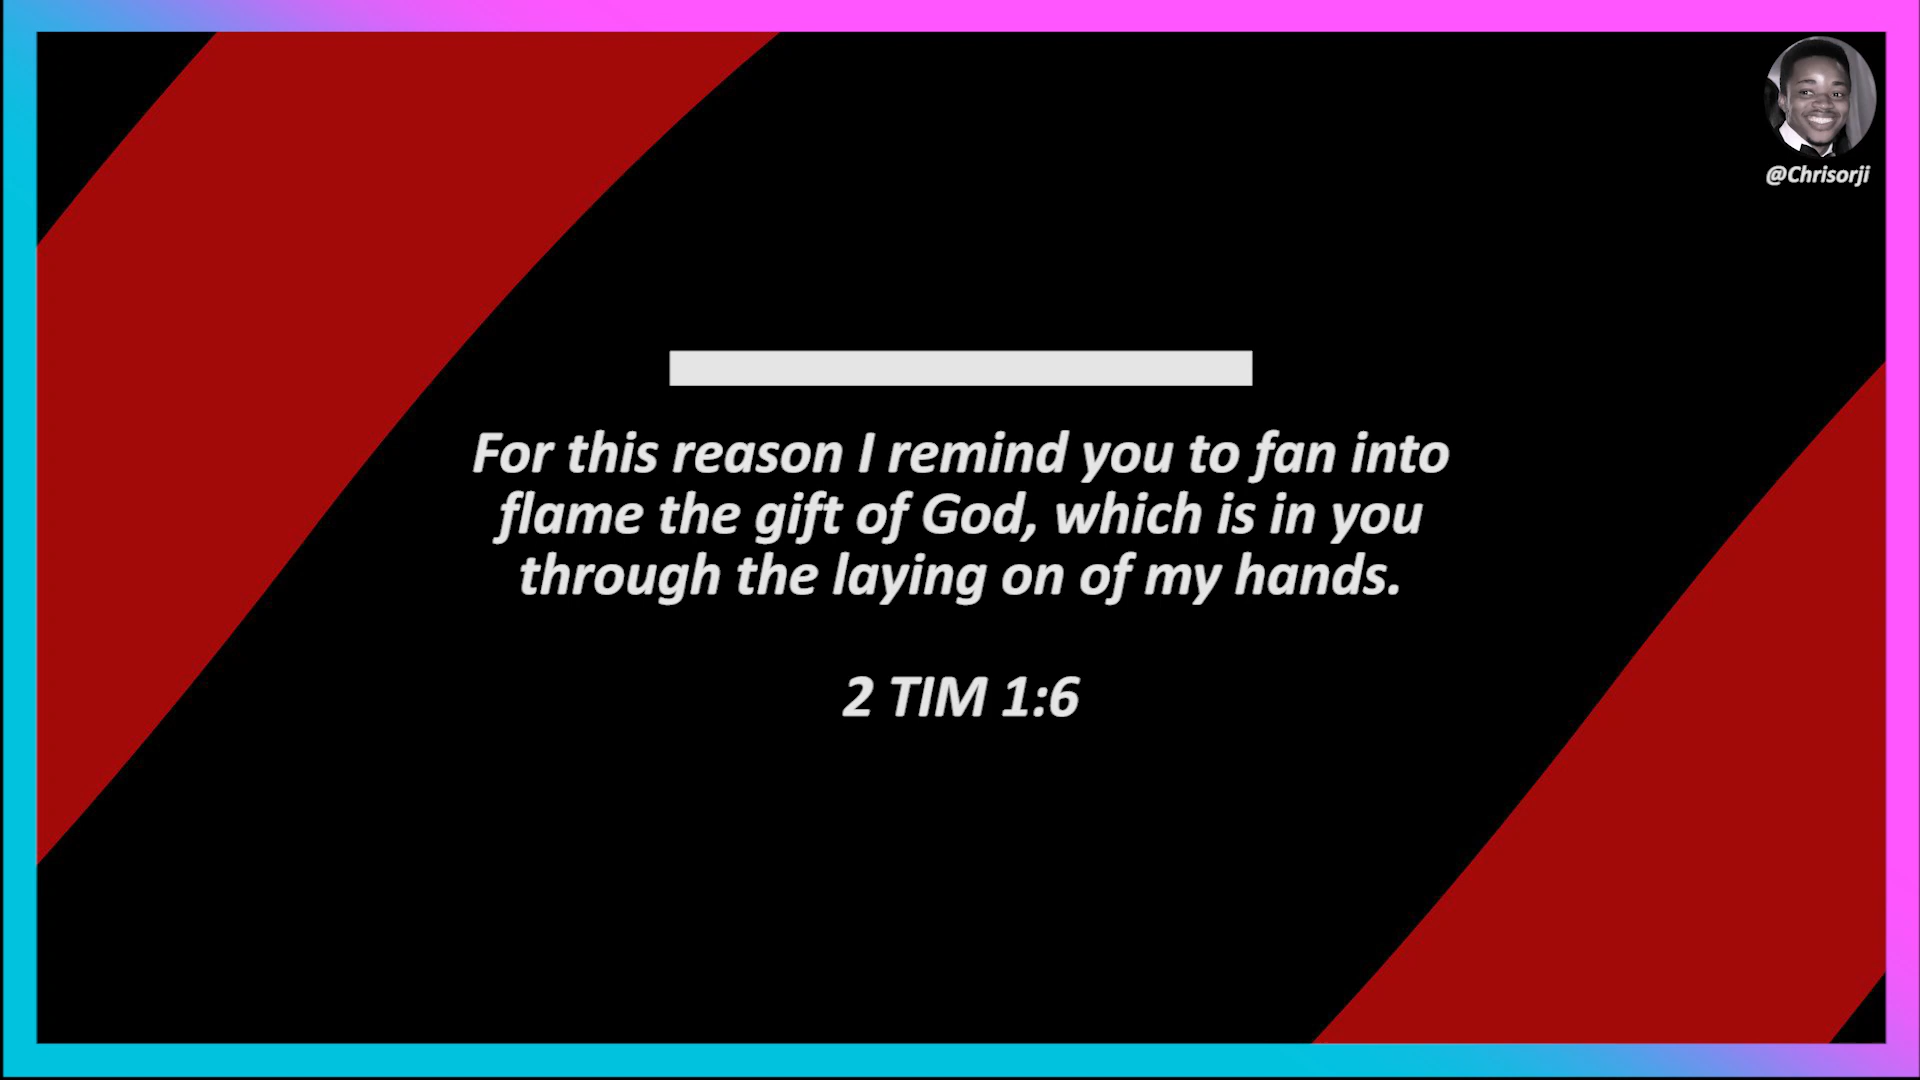 @Chrisorji
For this reason I remind you to fan into
flame the gift of God, which is in you
through the laying on of my hands.
2 TIM 1:6